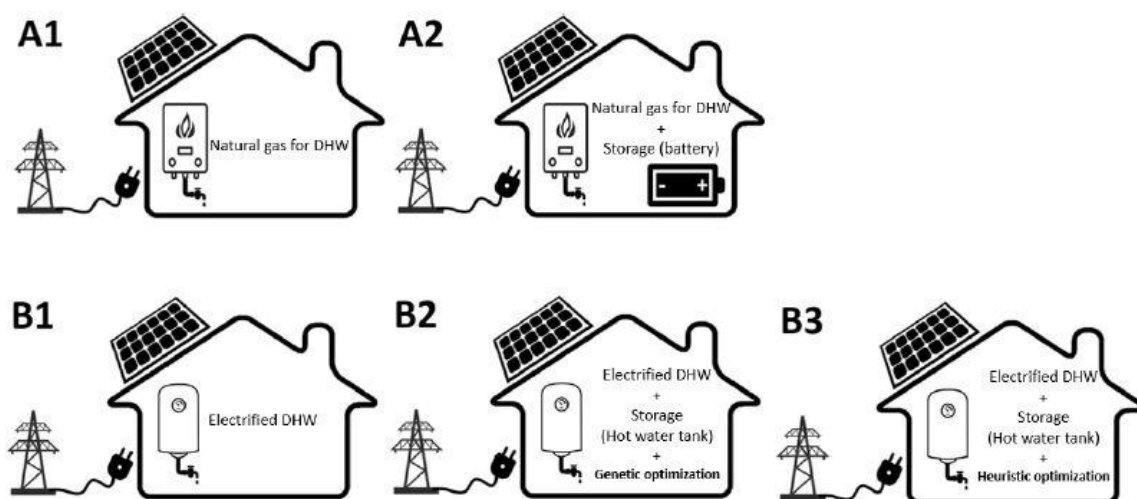 A1
Natural gas for DHW
A2
Natural gas for DHW
+
Storage (battery)
- +
B1
Electrified DHW
B2
Electrified DHW
+
Storage
(Hot water tank)
+
Genetic optimization
B3
Electrified DHW
+
Storage
(Hot water tank)
+
Heuristic optimization